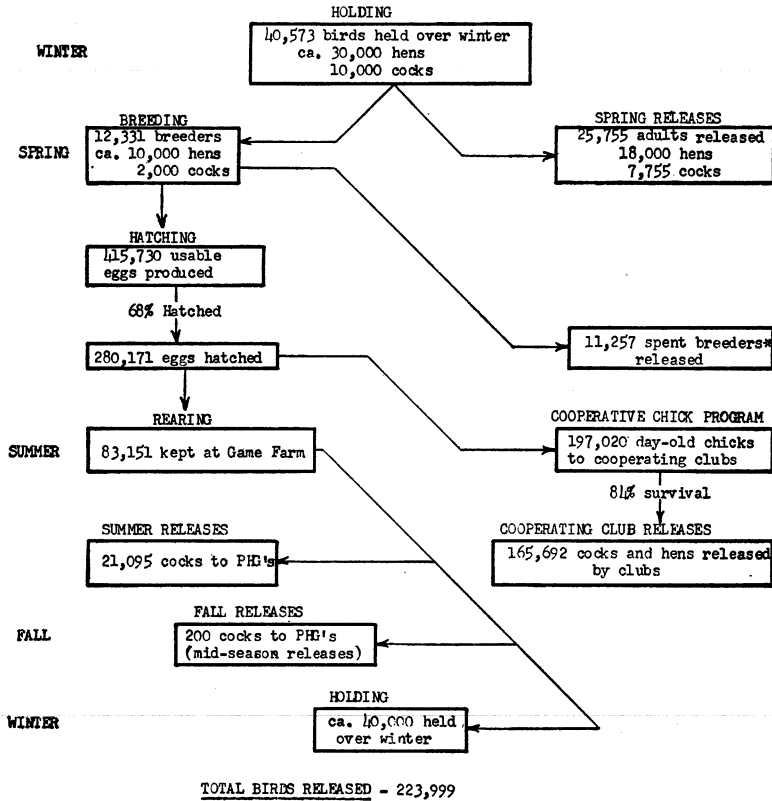 HOLDING
40,573 birds held over winter
ca. 30,000 hens
10,000 cocks
WINTER
BREEDING
12,331 breeders
ca. 10,000 hens
2,000 cocks
SPRING
SPRING RELEASES
25,755 adults released
18,000 hens
7,755 cocks
HATCHING
415,730 usable
eggs produced
68% Hatched
280,171 eggs hatched
11,257 spent breeders*
released
REARING
83,151 kept at Game Farm
SUMMER
COOPERATIVE CHICK PROGRAM
197,020 day-old chicks
to cooperating clubs
84% survival
COOPERATING CLUB RELEASES
165,692 cocks and hens released
by clubs
SUMMER RELEASES
21,095 cocks to PHG's
FALL RELEASES
FALL
200 cocks to PHG's
(mid-season releases)
HOLDING
WINTER
ca. 40,000 held
over winter
TOTAL BIRDS RELEASED - 223,999